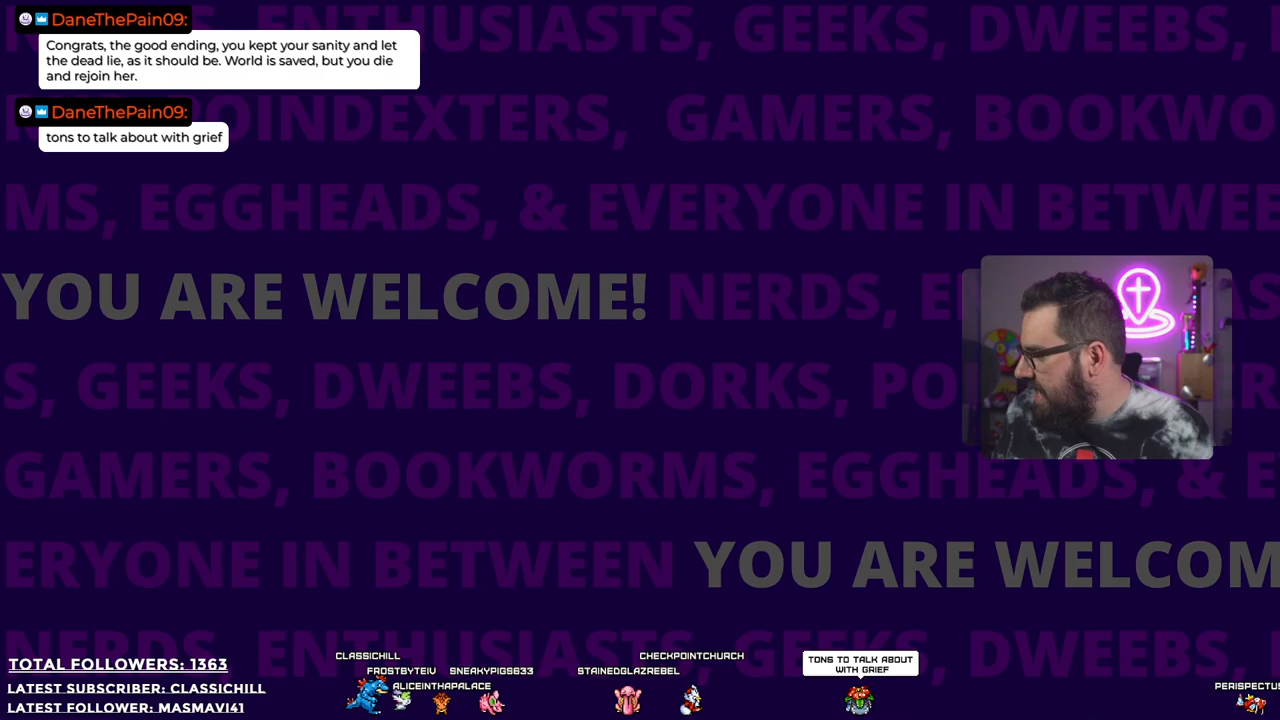 DaneThePain09:
Congrats, the good ending, you kept your sanity and let
the dead lie, as it should be. World is saved, but you die
and rejoin her.
DaneThePain09:
tons to talk about with grief
ENTHUSIASTS, GEEKS, DWEEBS,
POINDEXTERS, GAMERS, BOOKWO
MS, EGGHEADS, & EVERYONE IN BETWEE
YOU ARE WELCOME! NERDS,
S, GEEKS, DWEEBS, DORKS, PO
GAMERS, BOOKWORMS, EGGHEADS, & E
ERYONE IN BETWEEN YOU ARE WELCOM
NERDS, ENTHUSIASTS, GEEKS, DWEEBS
TOTAL FOLLOWERS: 1363
LATEST SUBSCRIBER: CLASSICHILL
LATEST FOLLOWER: MASMAVI41
CLASSICHILL
FROSTBYTEIV
ALICEINTHAPALACE
SNEAKYPIGS633
STAINEDGLAZREBEL
CHECKPOINTCHURCH
TONS TO TALK ABOUT
WITH GRIEF
PERISPECTUS